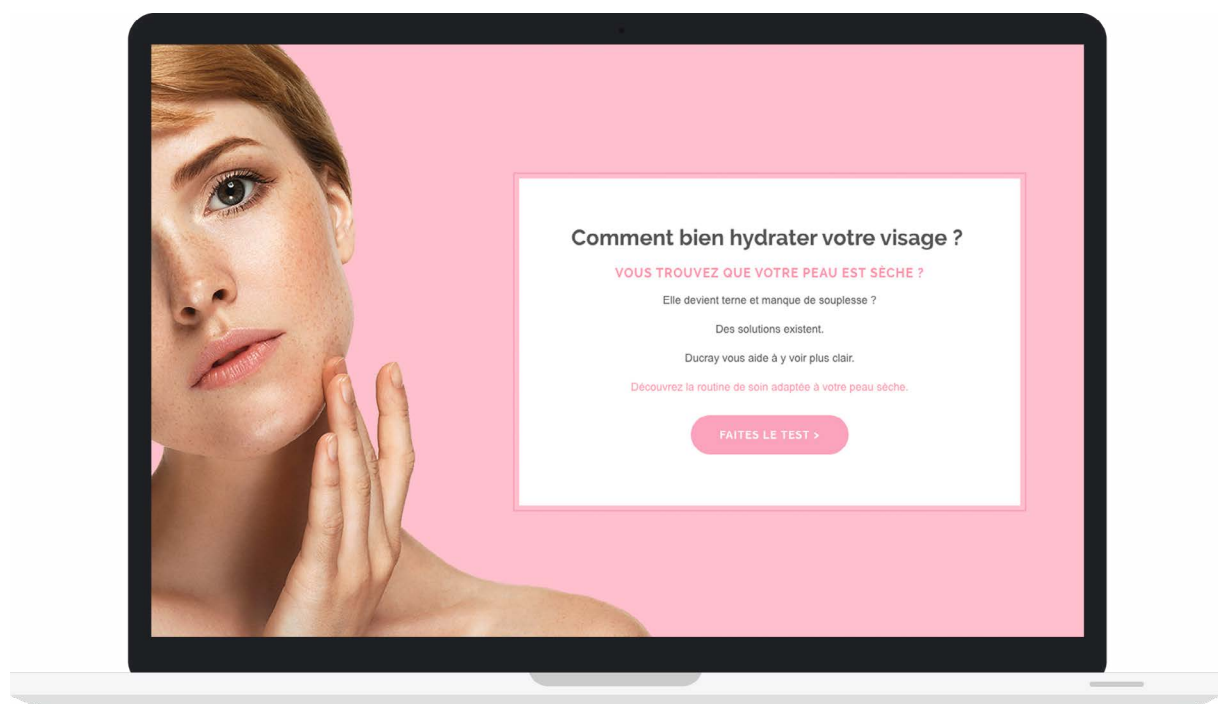 Comment bien hydrater votre visage ?
VOUS TROUVEZ QUE VOTRE PEAU EST SÈCHE ?
Elle devient terne et manque de souplesse ?
Des solutions existent.
Ducray vous aide à y voir plus clair.
Découvrez la routine de soin adaptée à votre peau sèche.
FAITES LE TEST >